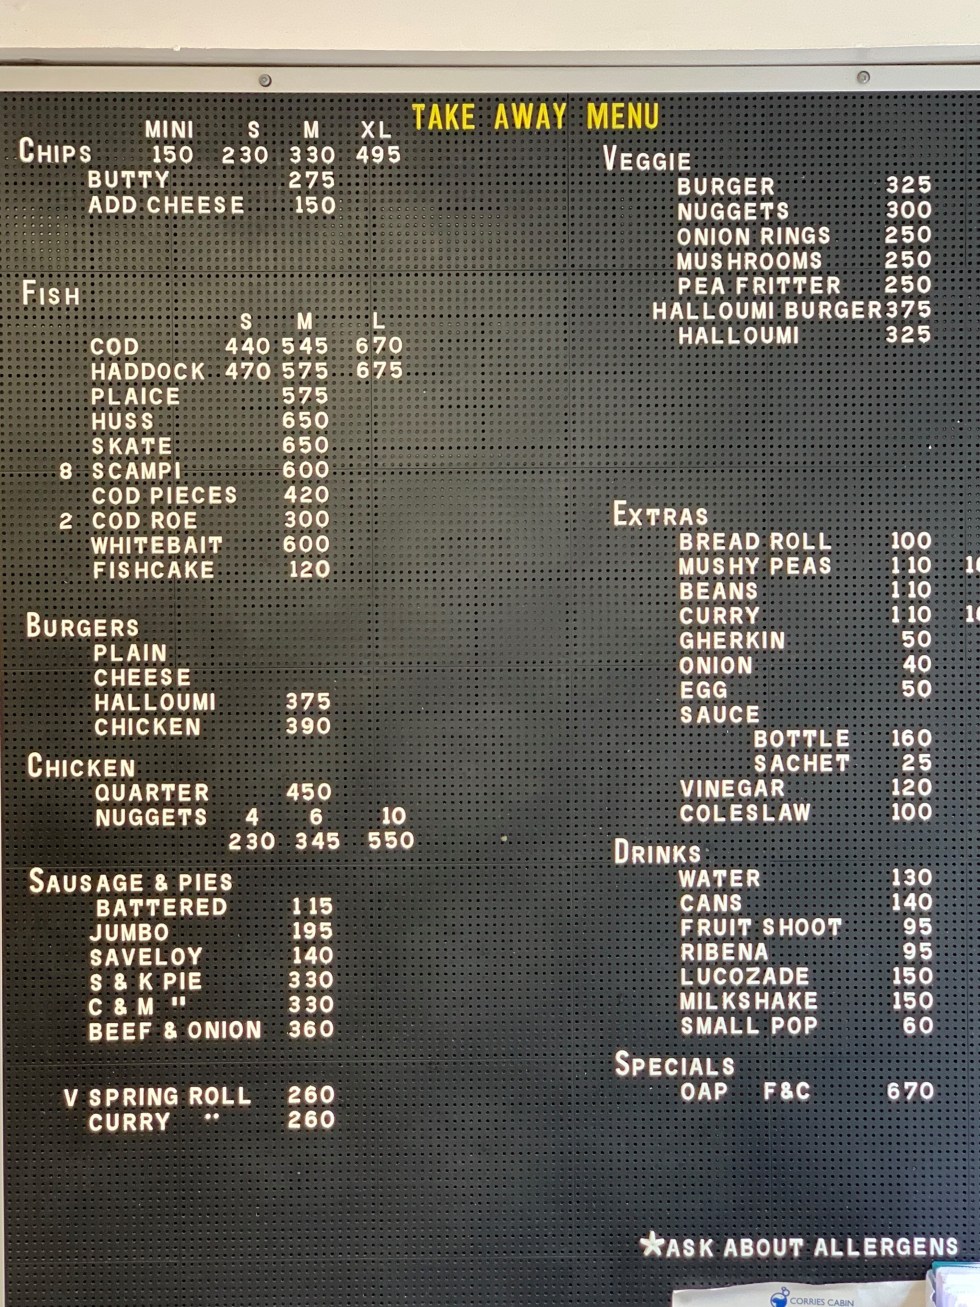 TAKE AWAY MENU
MINI S M XL
CHIPS 150 230 330 495
BUTTY 275
ADD CHEESE 150
FISH
S M L
COD 440 545 670
HADDOCK 470 575 675
PLAICE 575
HUSS 650
SKATE 650
8 SCAMPI 600
COD PIECES 420
2 COD ROE 300
WHITEBAIT 600
FISHCAKE 120
BURGERS
PLAIN
CHEESE
HALLOUMI 375
CHICKEN 390
CHICKEN
QUARTER 450
NUGGETS 4 6 10
230 345 550
SAUSAGE & PIES
BATTERED 115
JUMBO 195
SAVELOY 140
S & K PIE 330
C & M " 330
BEEF & ONION 360
V SPRING ROLL 260
CURRY " 260
VEGGIE
BURGER 325
NUGGETS 300
ONION RINGS 250
MUSHROOMS 250
PEA FRITTER 250
HALLOUMI BURGER 375
HALLOUMI 325
EXTRAS
BREAD ROLL 100
MUSHY PEAS 110
BEANS 110
CURRY 110
GHERKIN 50
ONION 40
EGG 50
SAUCE
BOTTLE 160
SACHET 25
VINEGAR 120
COLESLAW 100
DRINKS
WATER 130
CANS 140
FRUIT SHOOT 95
RIBENA 95
LUCOZADE 150
MILKSHAKE 150
SMALL POP 60
SPECIALS
OAP F&C 670
*ASK ABOUT ALLERGENS
CORRIES CABIN